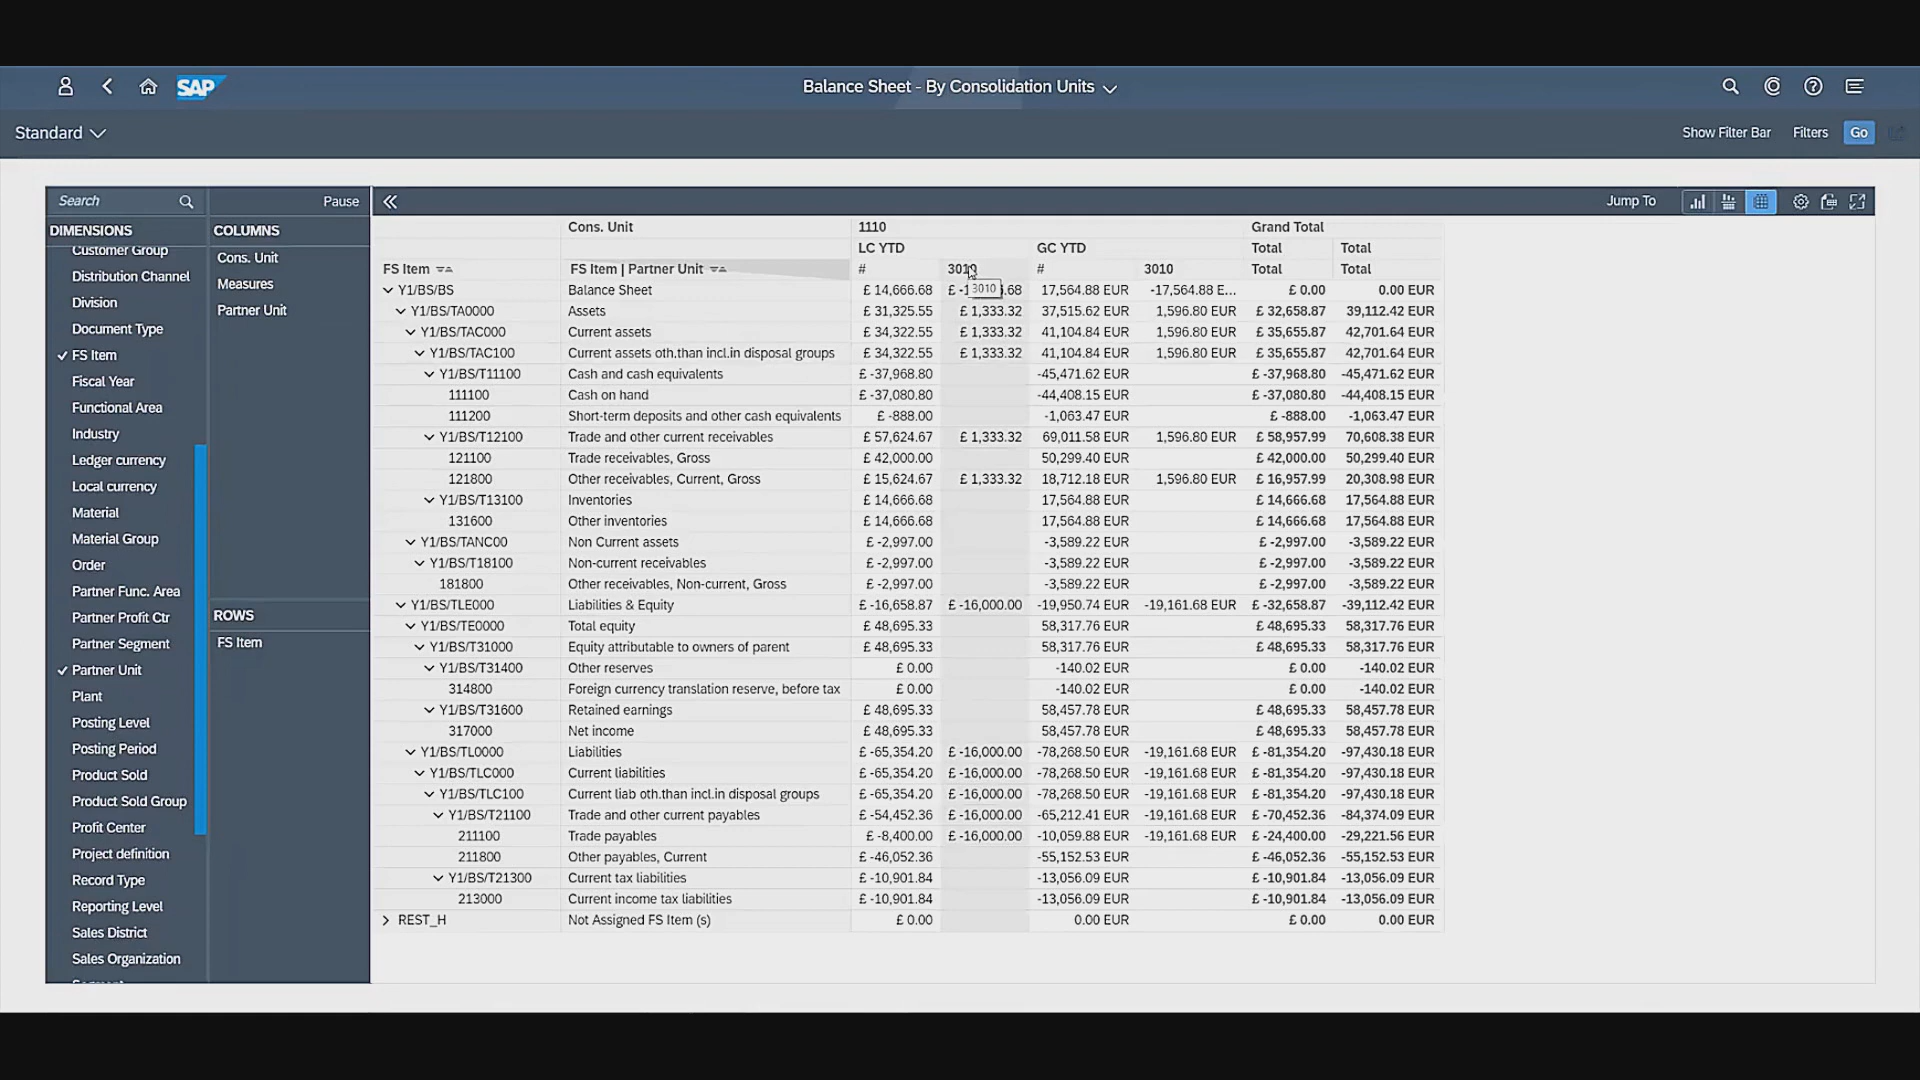 SAP
Balance Sheet - By Consolidation Units
Standard
Show Filter Bar Filters Go
Search
Pause
Jump To
DIMENSIONS
Customer Group
Distribution Channel
Division
Document Type
FS Item
Fiscal Year
Functional Area
Industry
Ledger currency
Local currency
Material
Material Group
Order
Partner Func. Area
Partner Profit Ctr
Partner Segment
Partner Unit
Plant
Posting Level
Posting Period
Product Sold
Product Sold Group
Profit Center
Project definition
Record Type
Reporting Level
Sales District
Sales Organization
COLUMNS
Cons. Unit
Measures
Partner Unit
ROWS
FS Item
Cons. Unit 1110 Grand Total
LC YTD GC YTD Total Total
FS Item FS Item | Partner Unit # 3010 # 3010 Total Total
3010
Y1/BS/BS Balance Sheet £ 14,666.68 17,564.88 EUR -17,564.88 E... £ 0.00 0.00 EUR
Y1/BS/TA0000 Assets £ 31,325.55 £ 1,333.32 37,515.62 EUR 1,596.80 EUR £ 32,658.87 39,112.42 EUR
Y1/BS/TAC000 Current assets £ 34,322.55 £ 1,333.32 41,104.84 EUR 1,596.80 EUR £ 35,655.87 42,701.64 EUR
Y1/BS/TAC100 Current assets oth.than incl.in disposal groups £ 34,322.55 £ 1,333.32 41,104.84 EUR 1,596.80 EUR £ 35,655.87 42,701.64 EUR
Y1/BS/T11100 Cash and cash equivalents £ -37,968.80 -45,471.62 EUR £ -37,968.80 -45,471.62 EUR
111100 Cash on hand £ -37,080.80 -44,408.15 EUR £ -37,080.80 -44,408.15 EUR
111200 Short-term deposits and other cash equivalents £ -888.00 -1,063.47 EUR £ -888.00 -1,063.47 EUR
Y1/BS/T12100 Trade and other current receivables £ 57,624.67 £ 1,333.32 69,011.58 EUR 1,596.80 EUR £ 58,957.99 70,608.38 EUR
121100 Trade receivables, Gross £ 42,000.00 50,299.40 EUR £ 42,000.00 50,299.40 EUR
121800 Other receivables, Current, Gross £ 15,624.67 £ 1,333.32 18,712.18 EUR 1,596.80 EUR £ 16,957.99 20,308.98 EUR
Y1/BS/T13100 Inventories £ 14,666.68 17,564.88 EUR £ 14,666.68 17,564.88 EUR
131600 Other inventories £ 14,666.68 17,564.88 EUR £ 14,666.68 17,564.88 EUR
Y1/BS/TANC00 Non Current assets £ -2,997.00 -3,589.22 EUR £ -2,997.00 -3,589.22 EUR
Y1/BS/T18100 Non-current receivables £ -2,997.00 -3,589.22 EUR £ -2,997.00 -3,589.22 EUR
181800 Other receivables, Non-current, Gross £ -2,997.00 -3,589.22 EUR £ -2,997.00 -3,589.22 EUR
Y1/BS/TLE000 Liabilities & Equity £ -16,658.87 £ -16,000.00 -19,950.74 EUR -19,161.68 EUR £ -32,658.87 -39,112.42 EUR
Y1/BS/TE0000 Total equity £ 48,695.33 58,317.76 EUR £ 48,695.33 58,317.76 EUR
Y1/BS/T31000 Equity attributable to owners of parent £ 48,695.33 58,317.76 EUR £ 48,695.33 58,317.76 EUR
Y1/BS/T31400 Other reserves £ 0.00 -140.02 EUR £ 0.00 -140.02 EUR
314800 Foreign currency translation reserve, before tax £ 0.00 -140.02 EUR £ 0.00 -140.02 EUR
Y1/BS/T31600 Retained earnings £ 48,695.33 58,457.78 EUR £ 48,695.33 58,457.78 EUR
317000 Net income £ 48,695.33 58,457.78 EUR £ 48,695.33 58,457.78 EUR
Y1/BS/TL0000 Liabilities £ -65,354.20 £ -16,000.00 -78,268.50 EUR -19,161.68 EUR £ -81,354.20 -97,430.18 EUR
Y1/BS/TLC000 Current liabilities £ -65,354.20 £ -16,000.00 -78,268.50 EUR -19,161.68 EUR £ -81,354.20 -97,430.18 EUR
Y1/BS/TLC100 Current liab oth.than incl.in disposal groups £ -65,354.20 £ -16,000.00 -78,268.50 EUR -19,161.68 EUR £ -81,354.20 -97,430.18 EUR
Y1/BS/T21100 Trade and other current payables £ -54,452.36 £ -16,000.00 -65,212.41 EUR -19,161.68 EUR £ -70,452.36 -84,374.09 EUR
211100 Trade payables £ -8,400.00 £ -16,000.00 -10,059.88 EUR -19,161.68 EUR £ -24,400.00 -29,221.56 EUR
211800 Other payables, Current £ -46,052.36 -55,152.53 EUR £ -46,052.36 -55,152.53 EUR
Y1/BS/T21300 Current tax liabilities £ -10,901.84 -13,056.09 EUR £ -10,901.84 -13,056.09 EUR
213000 Current income tax liabilities £ -10,901.84 -13,056.09 EUR £ -10,901.84 -13,056.09 EUR
REST_H Not Assigned FS Item (s) £ 0.00 0.00 EUR £ 0.00 0.00 EUR